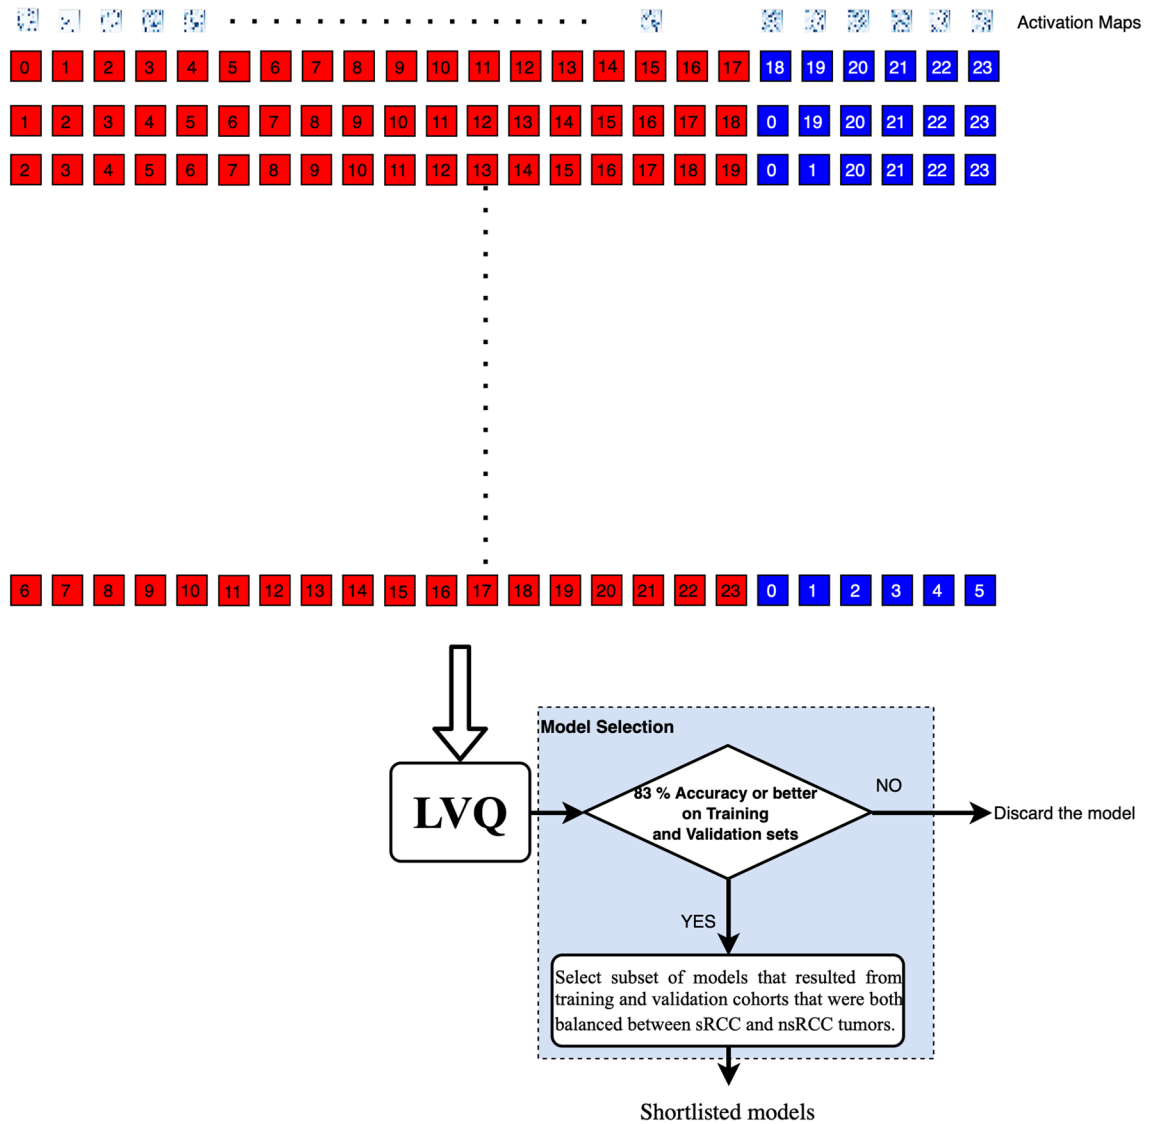 Activation Maps
0 1 2 3 4 5 6 7 8 9 10 11 12 13 14 15 16 17 18 19 20 21 22 23
1 2 3 4 5 6 7 8 9 10 11 12 13 14 15 16 17 18 0 19 20 21 22 23
2 3 4 5 6 7 8 9 10 11 12 13 14 15 16 17 18 19 0 1 20 21 22 23
6 7 8 9 10 11 12 13 14 15 16 17 18 19 20 21 22 23 0 1 2 3 4 5
LVQ
Model Selection
83 % Accuracy or better
on Training
and Validation sets
NO
Discard the model
YES
Select subset of models that resulted from
training and validation cohorts that were both
balanced between sRCC and nsRCC tumors.
Shortlisted models